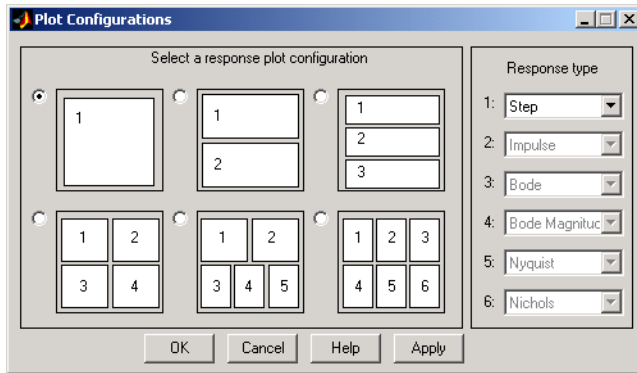 Plot Configurations
Select a response plot configuration
1
1
2
1
2
3
1 2
3 4
1 2
3 4 5
1 2 3
4 5 6
Response type
1: Step
2: Impulse
3: Bode
4: Bode Magnituc
5: Nyquist
6: Nichols
OK Cancel Help Apply